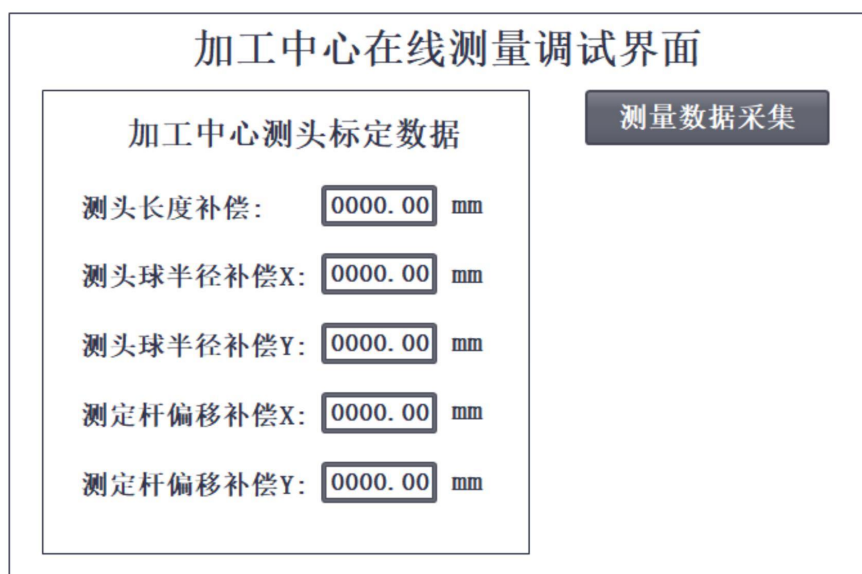 加工中心在线测量调试界面
测量数据采集
加工中心测头标定数据
测头长度补偿: 0000.00 mm
测头球半径补偿X: 0000.00 mm
测头球半径补偿Y: 0000.00 mm
测定杆偏移补偿X: 0000.00 mm
测定杆偏移补偿Y: 0000.00 mm